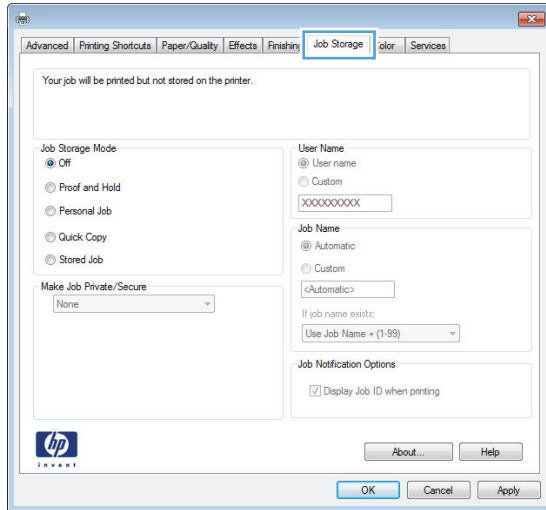 Advanced Printing Shortcuts Paper/Quality Effects Finishing Job Storage Color Services
Your job will be printed but not stored on the printer.
Job Storage Mode
Off
Proof and Hold
Personal Job
Quick Copy
Stored Job
Make Job Private/Secure
None
User Name
User name
Custom
XXXXXXXXX
Job Name
Automatic
Custom
<Automatic>
If job name exists:
Use Job Name + (1-99)
Job Notification Options
Display Job ID when printing
hp
invent
About... Help
OK Cancel Apply